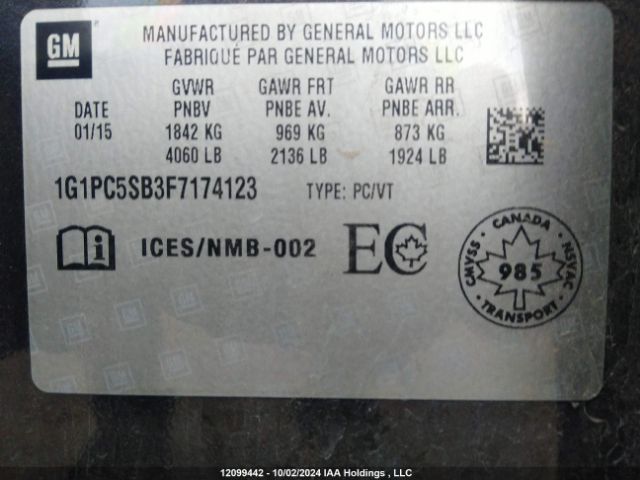 GM
MANUFACTURED BY GENERAL MOTORS LLC
FABRIQUÉ PAR GENERAL MOTORS LLC
DATE
01/15
GVWR
PNBV
1842 KG
4060 LB
GAWR FRT
PNBE AV.
969 KG
2136 LB
GAWR RR
PNBE ARR.
873 KG
1924 LB
1G1PC5SB3F7174123 TYPE: PC/VT
ICES/NMB-002 EC
CANADA
CMVSS 985 NSVAC
TRANSPORT
12099442 - 10/02/2024 IAA Holdings , LLC